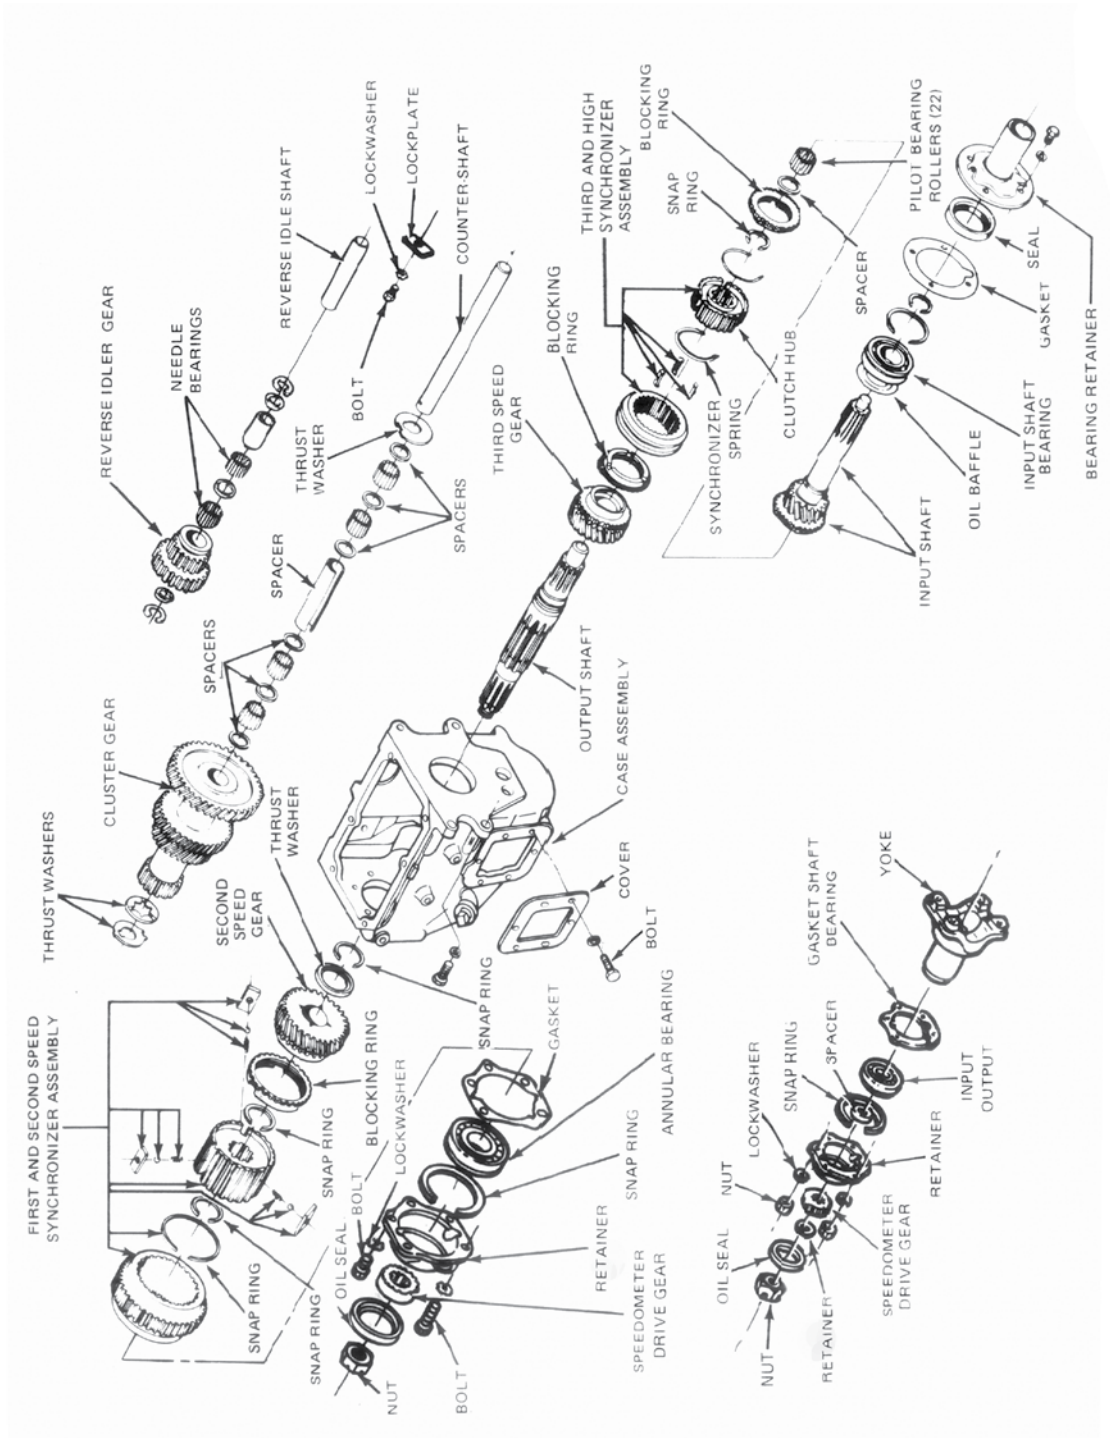 FIRST AND SECOND SPEED
SYNCHRONIZER ASSEMBLY
THRUST WASHERS
CLUSTER GEAR
SPACERS
SPACER
REVERSE IDLER GEAR
NEEDLE
BEARINGS
REVERSE IDLE SHAFT
LOCKWASHER
LOCKPLATE
BOLT
COUNTER-SHAFT
THRUST
WASHER
SPACERS
THIRD SPEED
GEAR
BLOCKING
RING
THIRD AND HIGH
SYNCHRONIZER
ASSEMBLY
BLOCKING
RING
SNAP
RING
PILOT BEARING
ROLLERS (22)
SPACER
CLUTCH HUB
SYNCHRONIZER
SPRING
SEAL
GASKET
BEARING RETAINER
INPUT SHAFT
BEARING
OIL BAFFLE
INPUT SHAFT
OUTPUT SHAFT
CASE ASSEMBLY
COVER
BOLT
THRUST
WASHER
SECOND
SPEED
GEAR
SNAP RING
BLOCKING RING
SNAP RING
SNAP RING
SNAP RING
OIL SEAL
BOLT
LOCKWASHER
GASKET
ANNULAR BEARING
SNAP RING
RETAINER
SPEEDOMETER
DRIVE GEAR
NUT
BOLT
YOKE
GASKET SHAFT
BEARING
SPACER
SNAP RING
LOCKWASHER
NUT
OIL SEAL
INPUT
OUTPUT
RETAINER
SPEEDOMETER
DRIVE GEAR
RETAINER
NUT